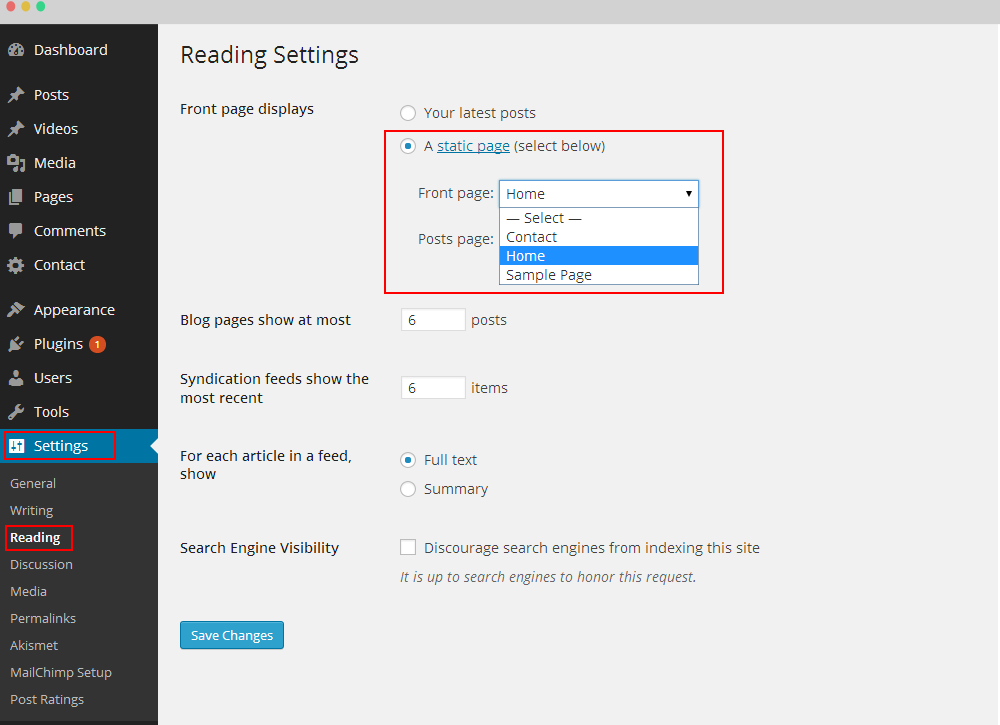 Dashboard
Posts
Videos
Media
Pages
Comments
Contact
Appearance
Plugins 1
Users
Tools
Settings
General
Writing
Reading
Discussion
Media
Permalinks
Akismet
MailChimp Setup
Post Ratings
Reading Settings
Front page displays
Your latest posts
A static page (select below)
Front page: Home
— Select —
Contact
Home
Sample Page
Posts page:
Blog pages show at most
6 posts
Syndication feeds show the
most recent
6 items
For each article in a feed,
show
Full text
Summary
Search Engine Visibility
Discourage search engines from indexing this site
It is up to search engines to honor this request.
Save Changes